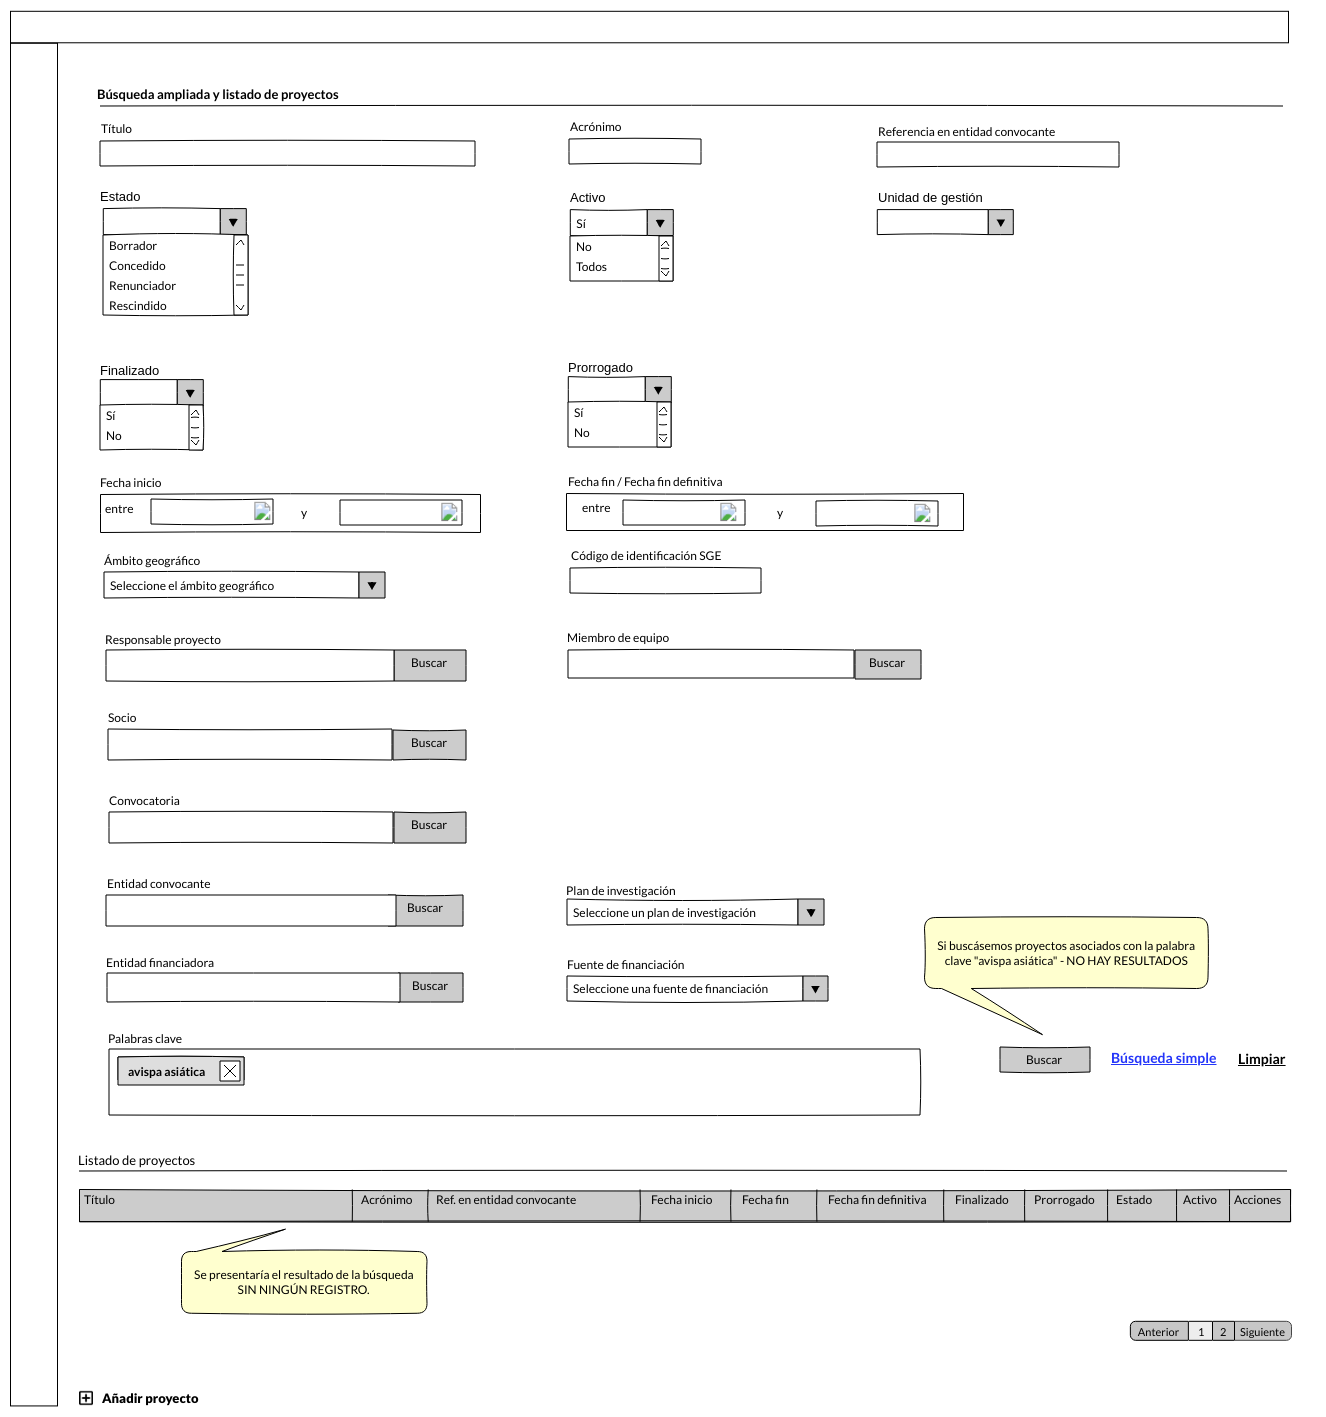 Búsqueda ampliada y listado de proyectos
Título
Acrónimo
Referencia en entidad convocante
Estado
Borrador
Concedido
Renunciador
Rescindido
Activo
Sí
No
Todos
Unidad de gestión
Finalizado
Sí
No
Prorrogado
Sí
No
Fecha inicio
entre
y
Fecha fin / Fecha fin definitiva
entre
y
Ámbito geográfico
Seleccione el ámbito geográfico
Código de identificación SGE
Responsable proyecto
Buscar
Miembro de equipo
Buscar
Socio
Buscar
Convocatoria
Buscar
Entidad convocante
Buscar
Plan de investigación
Seleccione un plan de investigación
Entidad financiadora
Buscar
Fuente de financiación
Seleccione una fuente de financiación
Si buscásemos proyectos asociados con la palabra
clave "avispa asiática" - NO HAY RESULTADOS
Palabras clave
avispa asiática
Buscar
Búsqueda simple
Limpiar
Listado de proyectos
Título
Acrónimo
Ref. en entidad convocante
Fecha inicio
Fecha fin
Fecha fin definitiva
Finalizado
Prorrogado
Estado
Activo
Acciones
Se presentaría el resultado de la búsqueda
SIN NINGÚN REGISTRO.
Anterior
1
2
Siguiente
Añadir proyecto